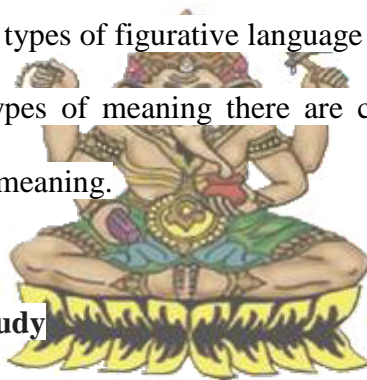 types of figurative language
ypes of meaning there are c
meaning.
udy